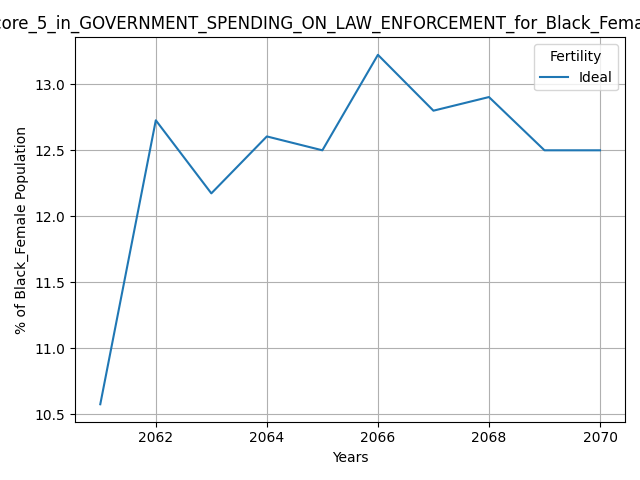 core_5_in_GOVERNMENT_SPENDING_ON_LAW_ENFORCEMENT_for_Black_Fema
Fertility
Ideal
13.0
12.5
12.0
11.5
11.0
10.5
% of Black_Female Population
2062 2064 2066 2068 2070
Years